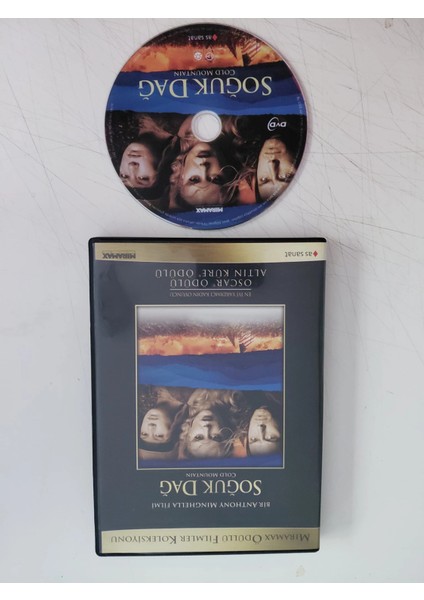 MIRAMAX ÖDÜLLÜ FİLMLER KOLEKSİYONU
BİR ANTHONY MINGHELLA FİLMİ
SOĞUK DAĞ
COLD MOUNTAIN
EN İYİ YARDIMCI KADIN OYUNCU
OSCAR® ÖDÜLÜ
ALTIN KÜRE® ÖDÜLÜ
as sanat
MIRAMAX
MIRAMAX
DVD
SOĞUK DAĞ
COLD MOUNTAIN
as sanat